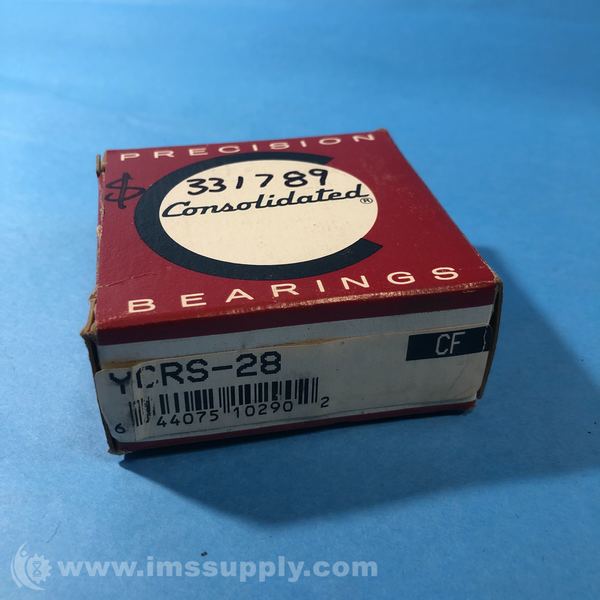 PRECISION
$ 331789
Consolidated®
BEARINGS
YCRS-28
CF
6 44075 10290 2
www.imssupply.com